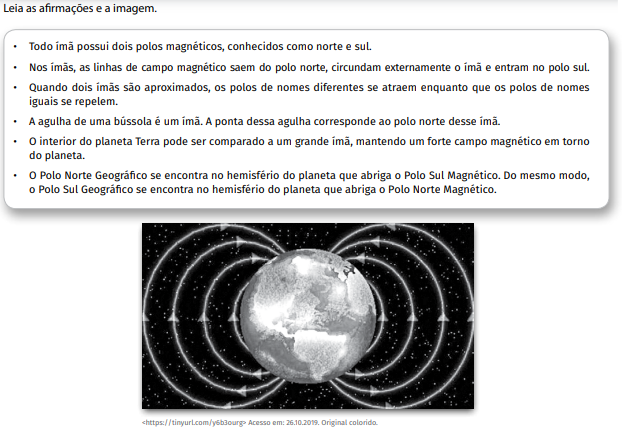 Leia as afirmações e a imagem.
• Todo ímã possui dois polos magnéticos, conhecidos como norte e sul.
• Nos ímãs, as linhas de campo magnético saem do polo norte, circundam externamente o ímã e entram no polo sul.
• Quando dois ímãs são aproximados, os polos de nomes diferentes se atraem enquanto que os polos de nomes
iguais se repelem.
• A agulha de uma bússola é um ímã. A ponta dessa agulha corresponde ao polo norte desse ímã.
• O interior do planeta Terra pode ser comparado a um grande ímã, mantendo um forte campo magnético em torno
do planeta.
• O Polo Norte Geográfico se encontra no hemisfério do planeta que abriga o Polo Sul Magnético. Do mesmo modo,
o Polo Sul Geográfico se encontra no hemisfério do planeta que abriga o Polo Norte Magnético.
<https://tinyurl.com/y6b3ourg> Acesso em: 26.10.2019. Original colorido.